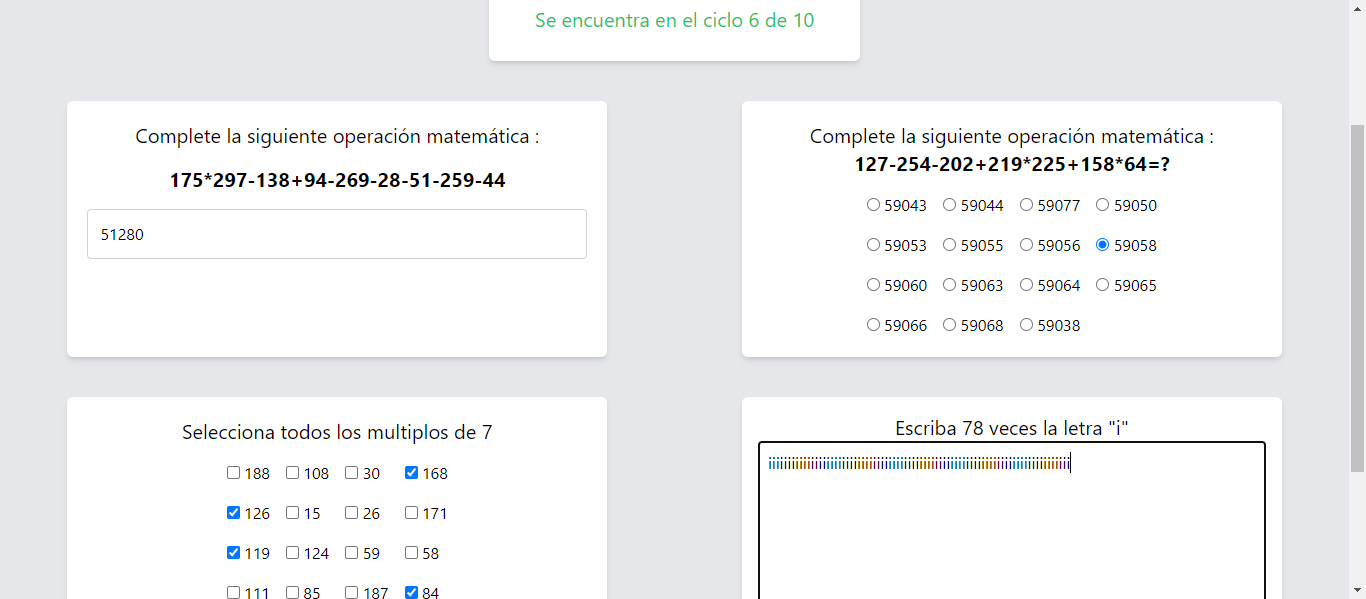 Se encuentra en el ciclo 6 de 10
Complete la siguiente operación matemática :
175*297-138+94-269-28-51-259-44
51280
Complete la siguiente operación matemática :
127-254-202+219*225+158*64=?
59043 59044 59077 59050
59053 59055 59056 59058
59060 59063 59064 59065
59066 59068 59038
Selecciona todos los multiplos de 7
188 108 30 168
126 15 26 171
119 124 59 58
111 85 187 84
Escriba 78 veces la letra "i"
iiiiiiiiiiiiiiiiiiiiiiiiiiiiiiiiiiiiiiiiiiiiiiiiiiiiiiiiiiiiiiiiiiiiiiiiiiiiii